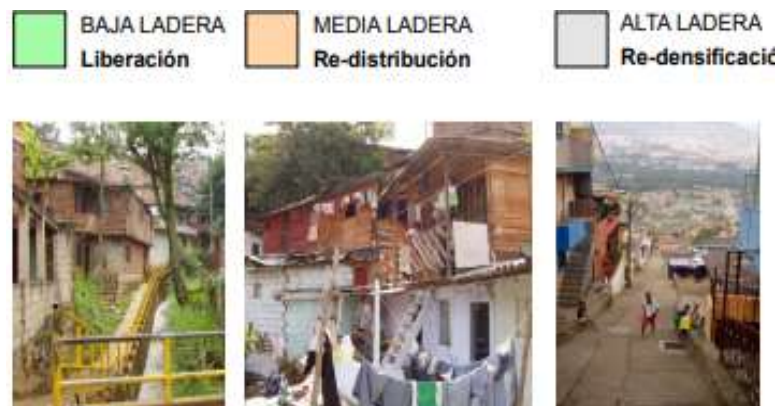 BAJA LADERA
Liberación
MEDIA LADERA
Re-distribución
ALTA LADERA
Re-densificació